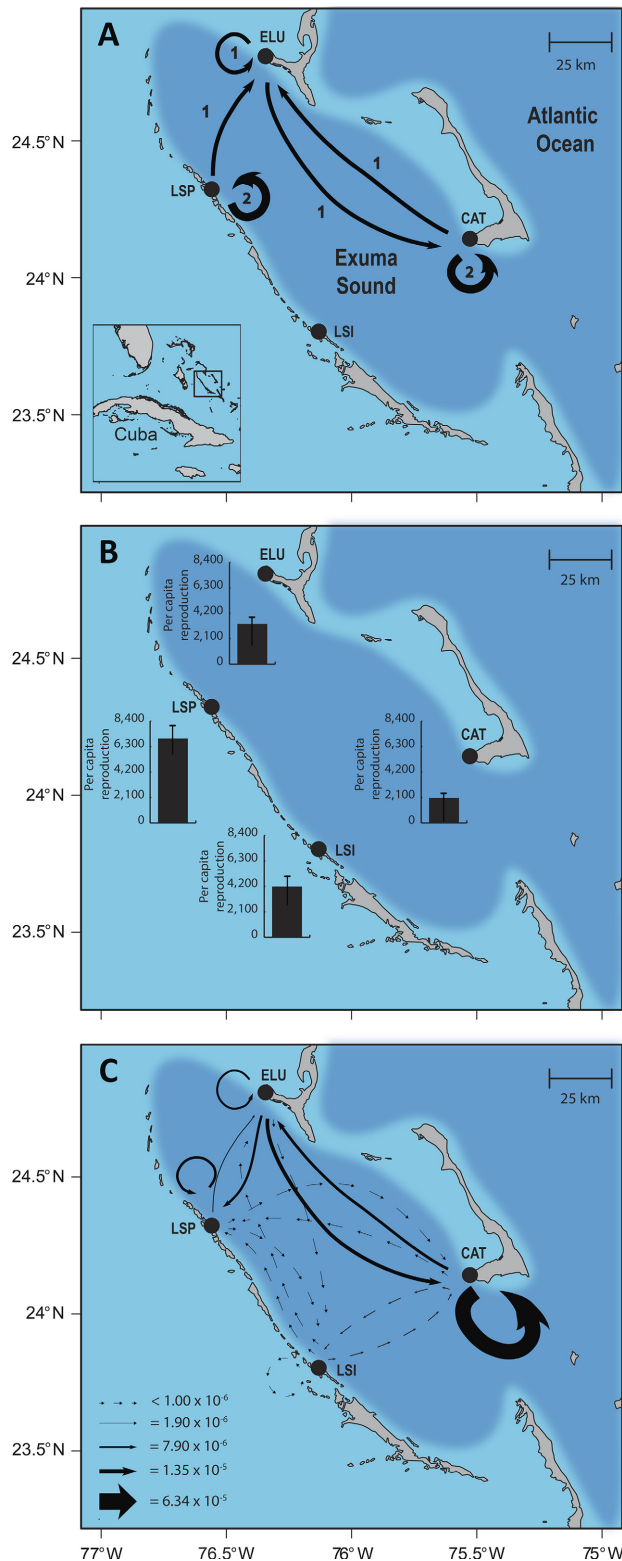 A
ELU
25 km
1
24.5°N
1
1
Atlantic
Ocean
LSP
2
1
CAT
Exuma
Sound
2
24°N
LSI
Cuba
23.5°N
B
ELU
25 km
Per capita
reproduction
8,400
6,300
4,200
2,100
0
24.5°N
LSP
CAT
Per capita
reproduction
8,400
6,300
4,200
2,100
0
Per capita
reproduction
8,400
6,300
4,200
2,100
0
24°N
LSI
Per capita
reproduction
8,400
6,300
4,200
2,100
0
23.5°N
C
ELU
25 km
24.5°N
LSP
CAT
24°N
LSI
< 1.00 x 10⁻⁶
= 1.90 x 10⁻⁶
= 7.90 x 10⁻⁶
= 1.35 x 10⁻⁵
= 6.34 x 10⁻⁵
23.5°N
77°W 76.5°W 76°W 75.5°W 75°W